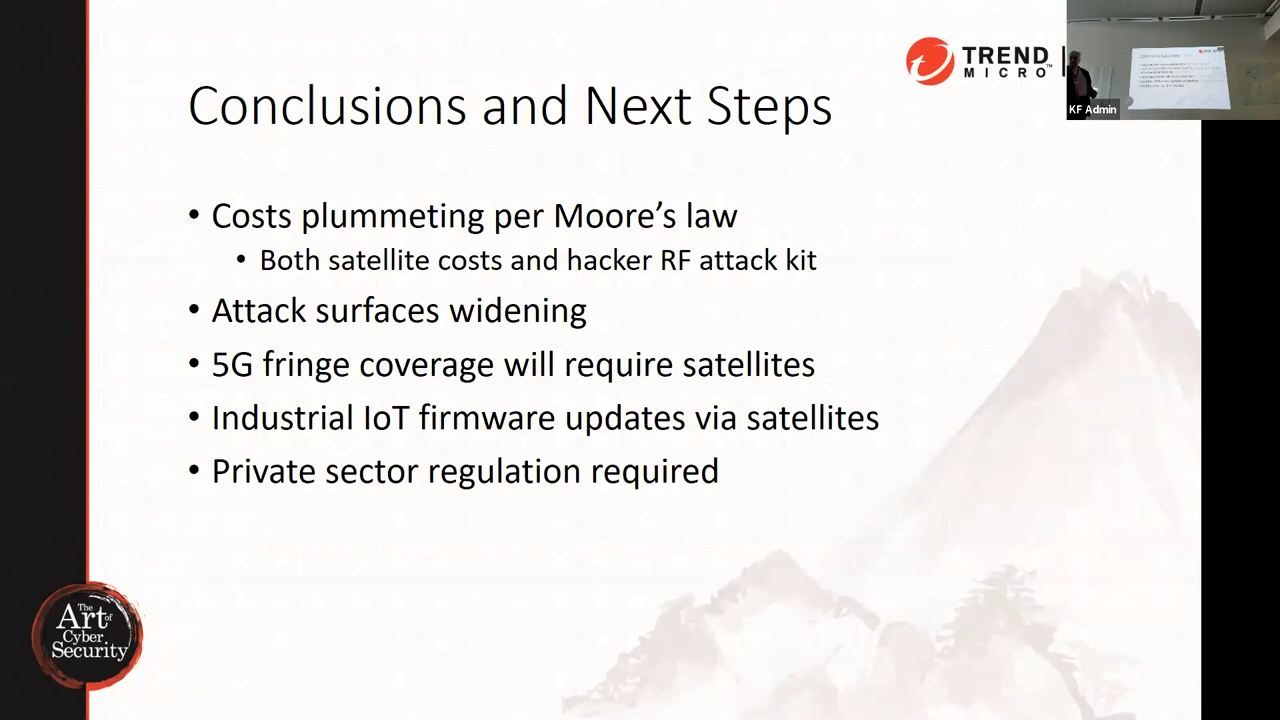 TREND
MICRO™
Conclusions and Next Steps
• Costs plummeting per Moore’s law
• Both satellite costs and hacker RF attack kit
• Attack surfaces widening
• 5G fringe coverage will require satellites
• Industrial IoT firmware updates via satellites
• Private sector regulation required
The
Art of
Cyber
Security
KF Admin